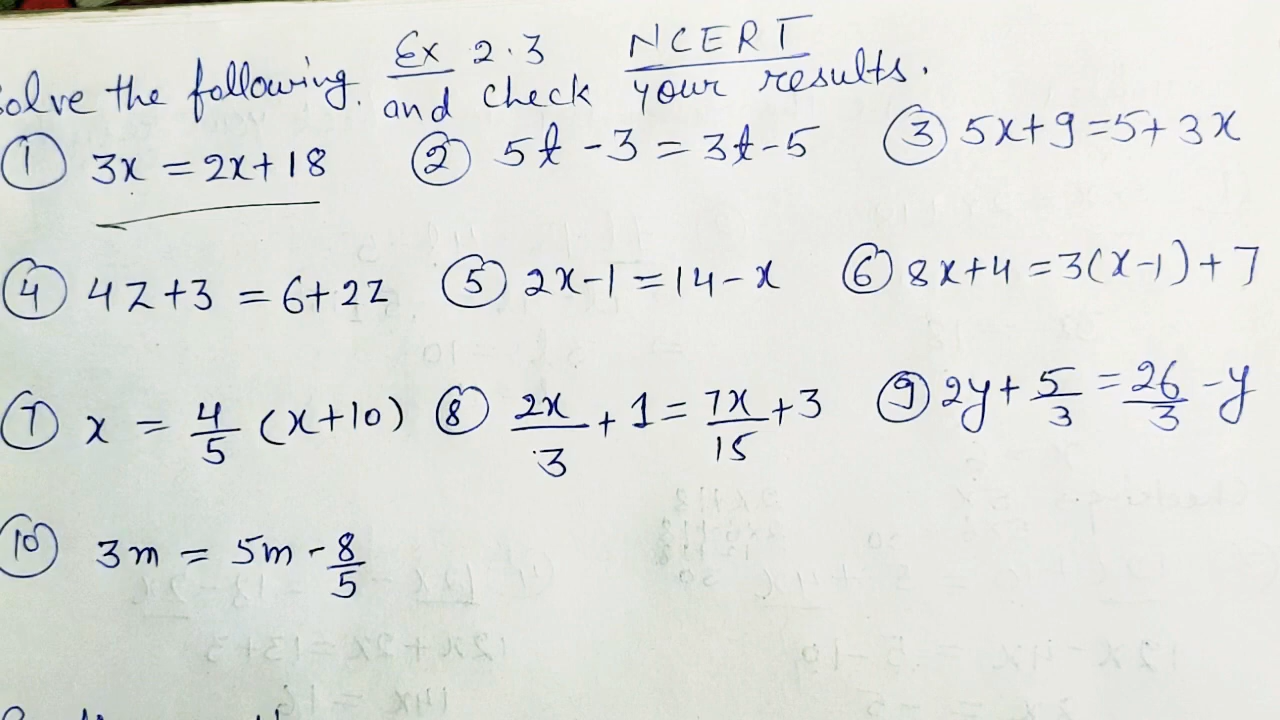 Ex 2.3 NCERT
Solve the following. and check your results.
① 3x = 2x + 18 ② 5t - 3 = 3t - 5 ③ 5x + 9 = 5 + 3x
④ 4z + 3 = 6 + 2z ⑤ 2x - 1 = 14 - x ⑥ 8x + 4 = 3(x - 1) + 7
⑦ x = 4/5 (x + 10) ⑧ 2x/3 + 1 = 7x/15 + 3 ⑨ 2y + 5/3 = 26/3 - y
⑩ 3m = 5m - 8/5